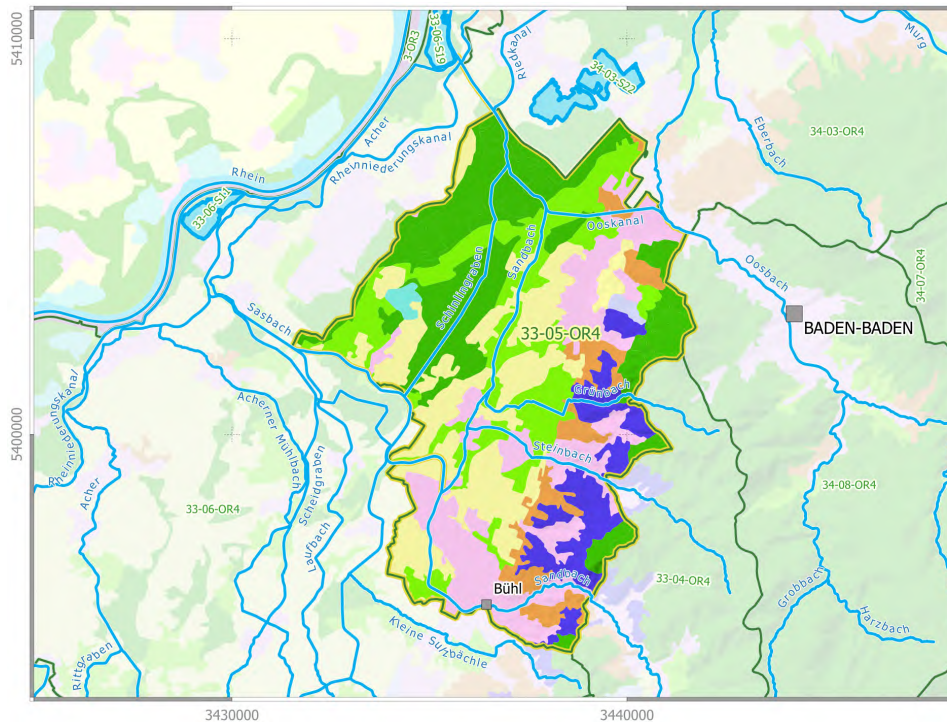 5410000
5400000
3430000
3440000
3-OR3
33-06-S19
Riedkanal
34-03-S22
Murg
Acher
Rheinniederungskanal
Eberbach
34-03-OR4
Rhein
33-06-S11
Ooskanal
Schinlingraben
Sandbach
Oosbach
34-07-OR4
Sasbach
33-05-OR4
BADEN-BADEN
Grünbach
Rheinniederungskanal
Acherner Mühlbach
Scheidgraben
Steinbach
Acher
33-06-OR4
Laufbach
34-08-OR4
Sandbach
33-04-OR4
Bühl
Grobbach
Harzbach
Kleine Sulzbächle
Rittgraben